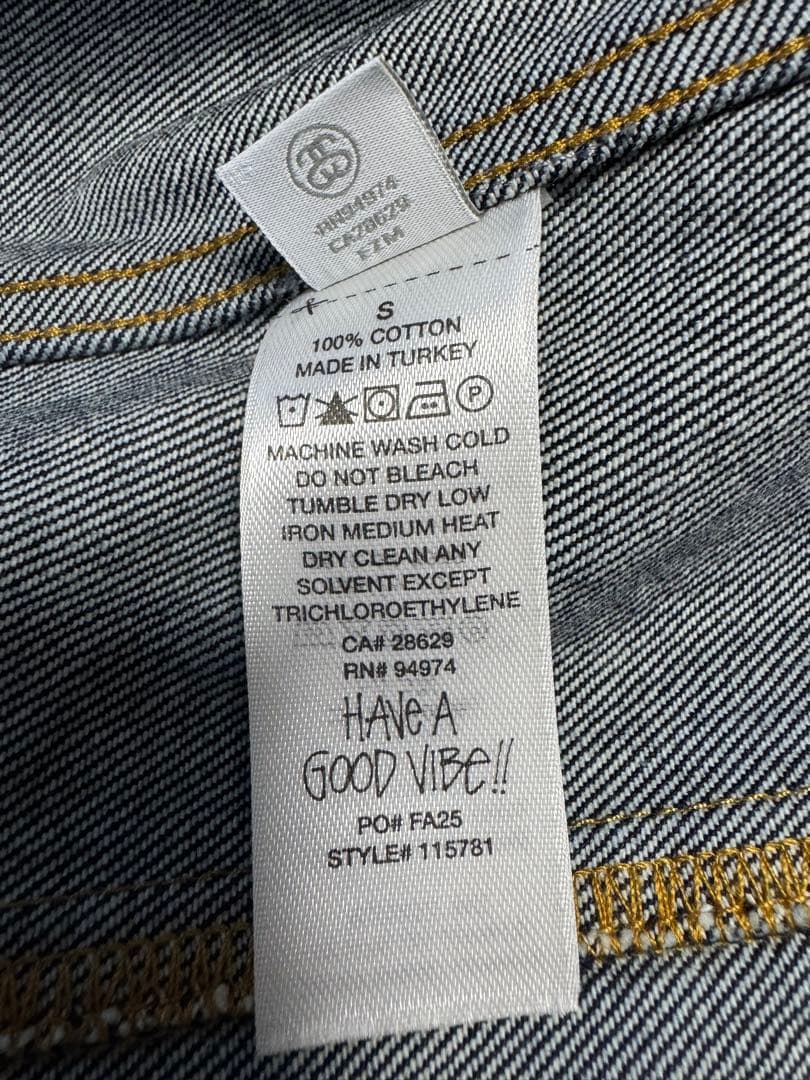 RN94974
CA28629
S
100% COTTON
MADE IN TURKEY
P
MACHINE WASH COLD
DO NOT BLEACH
TUMBLE DRY LOW
IRON MEDIUM HEAT
DRY CLEAN ANY
SOLVENT EXCEPT
TRICHLOROETHYLENE
CA# 28629
RN# 94974
HAVE A
GOOD VIBE!!
PO# FA25
STYLE# 115781